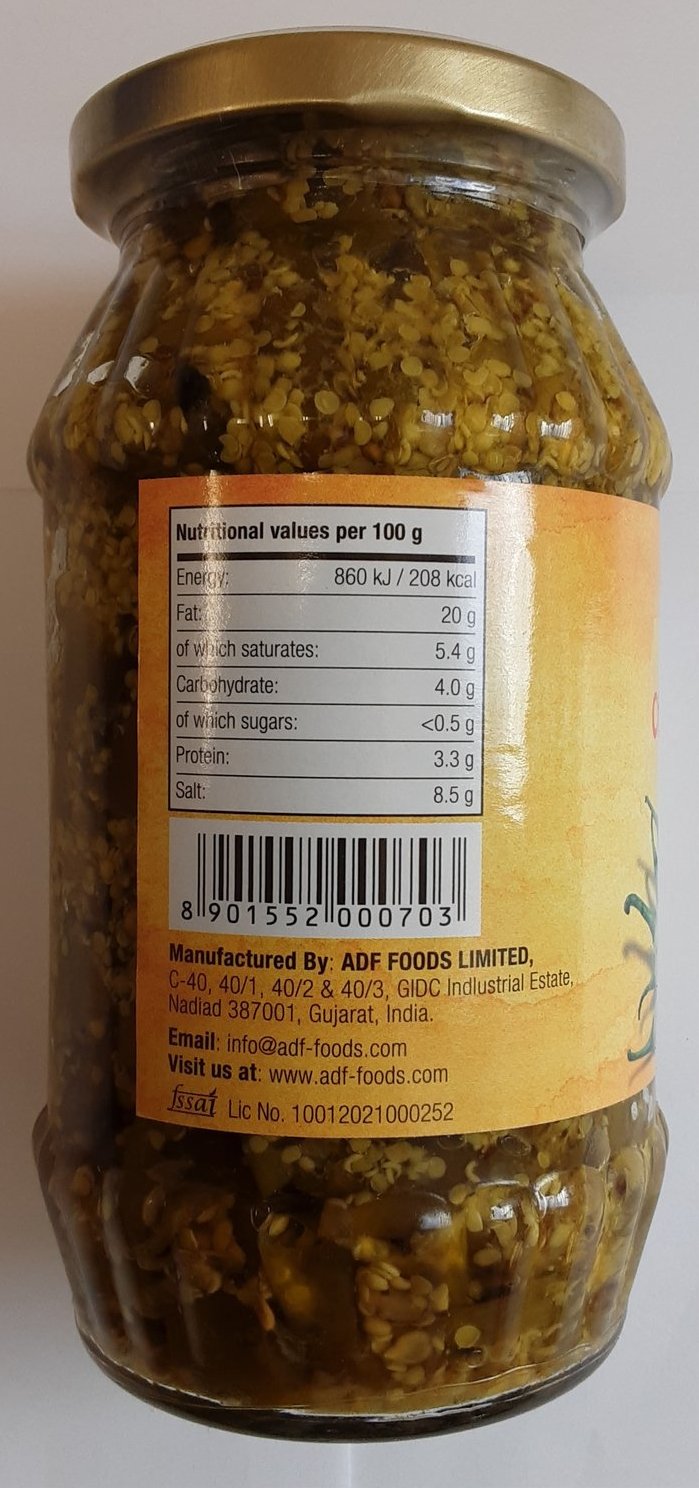 Nutritional values per 100 g
Energy: 860 kJ / 208 kcal
Fat: 20 g
of which saturates: 5.4 g
Carbohydrate: 4.0 g
of which sugars: <0.5 g
Protein: 3.3 g
Salt: 8.5 g
8 901552 000703
Manufactured By: ADF FOODS LIMITED,
C-40, 40/1, 40/2 & 40/3, GIDC Indlustrial Estate,
Nadiad 387001, Gujarat, India.
Email: info@adf-foods.com
Visit us at: www.adf-foods.com
fssai Lic No. 10012021000252